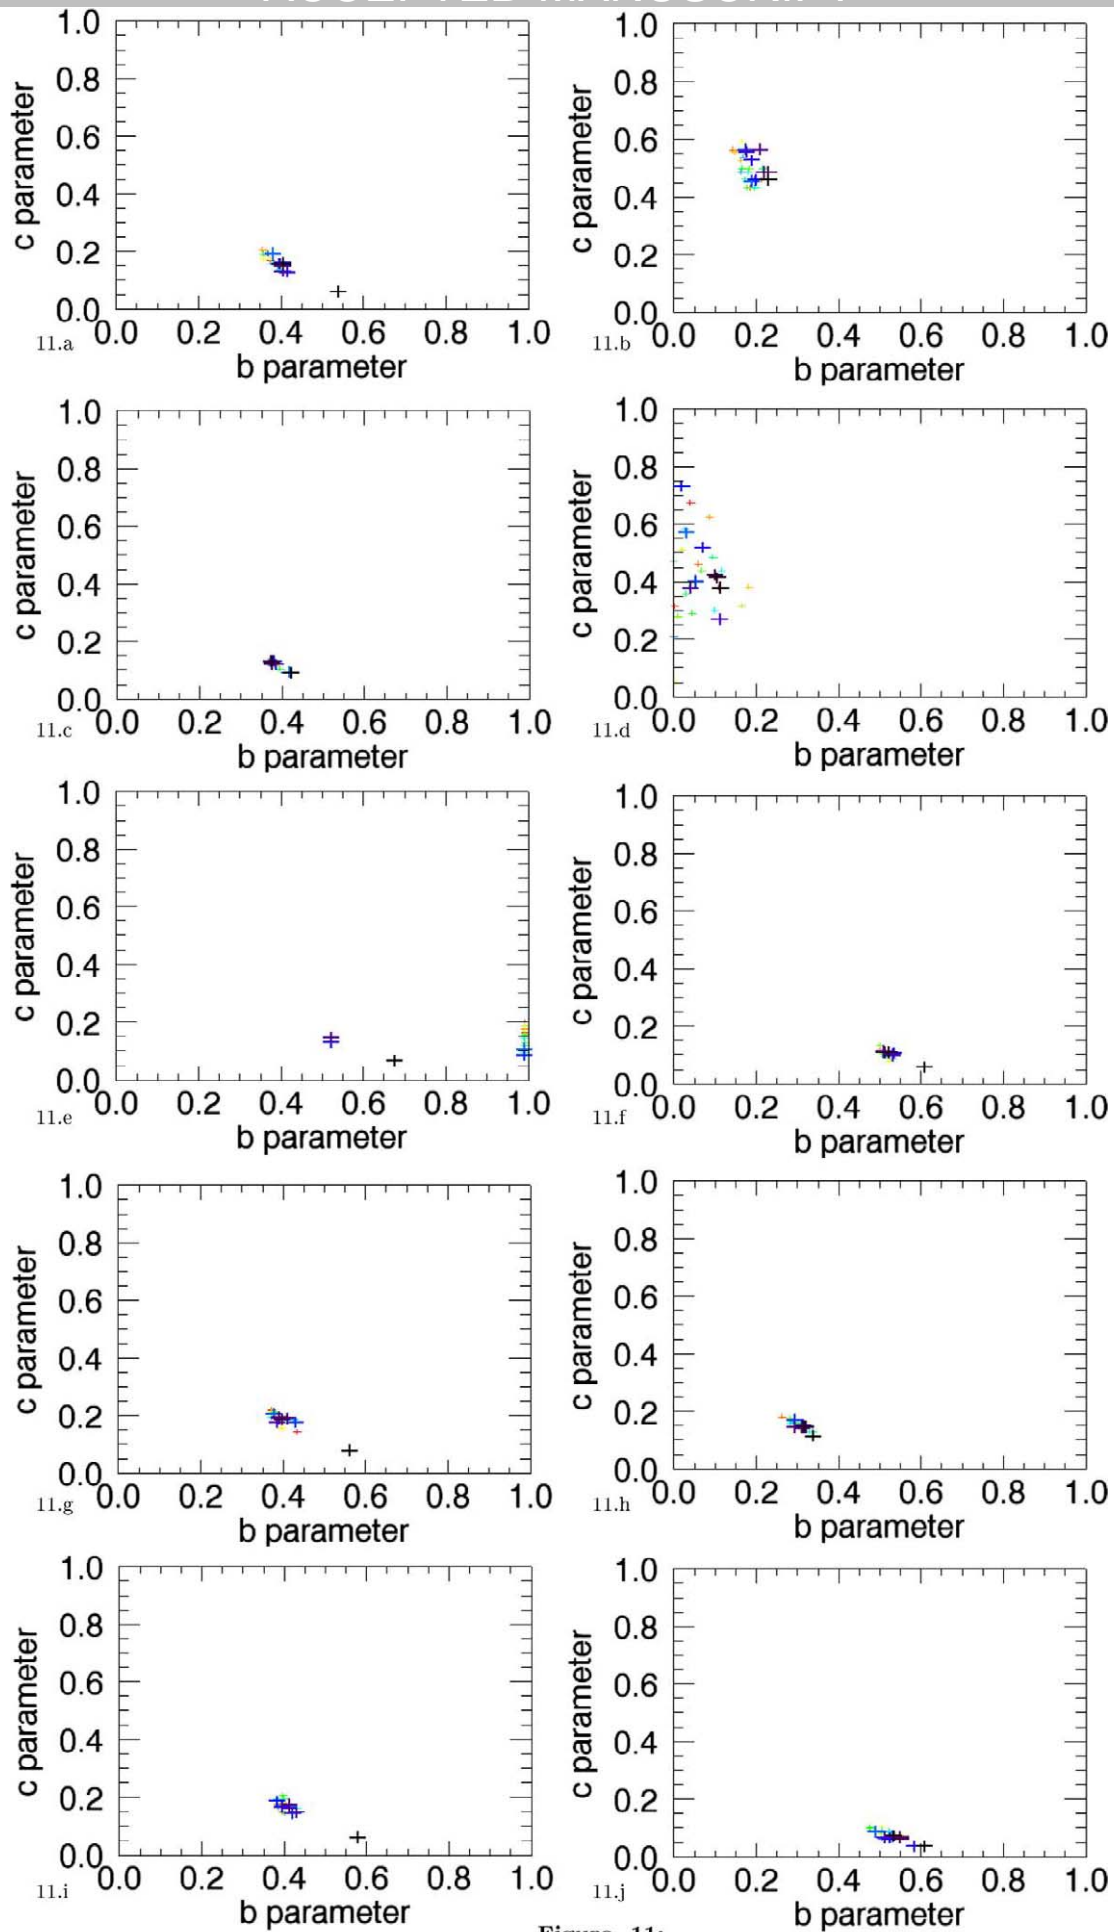 ACCEPTED MANUSCRIPT
1.0 0.8 0.6 0.4 0.2 0.0
c parameter
11.a 0.0 0.2 0.4 0.6 0.8 1.0
b parameter
1.0 0.8 0.6 0.4 0.2 0.0
c parameter
11.b 0.0 0.2 0.4 0.6 0.8 1.0
b parameter
1.0 0.8 0.6 0.4 0.2 0.0
c parameter
11.c 0.0 0.2 0.4 0.6 0.8 1.0
b parameter
1.0 0.8 0.6 0.4 0.2 0.0
c parameter
11.d 0.0 0.2 0.4 0.6 0.8 1.0
b parameter
1.0 0.8 0.6 0.4 0.2 0.0
c parameter
11.e 0.0 0.2 0.4 0.6 0.8 1.0
b parameter
1.0 0.8 0.6 0.4 0.2 0.0
c parameter
11.f 0.0 0.2 0.4 0.6 0.8 1.0
b parameter
1.0 0.8 0.6 0.4 0.2 0.0
c parameter
11.g 0.0 0.2 0.4 0.6 0.8 1.0
b parameter
1.0 0.8 0.6 0.4 0.2 0.0
c parameter
11.h 0.0 0.2 0.4 0.6 0.8 1.0
b parameter
1.0 0.8 0.6 0.4 0.2 0.0
c parameter
11.i 0.0 0.2 0.4 0.6 0.8 1.0
b parameter
1.0 0.8 0.6 0.4 0.2 0.0
c parameter
11.j 0.0 0.2 0.4 0.6 0.8 1.0
b parameter
Figure 11: